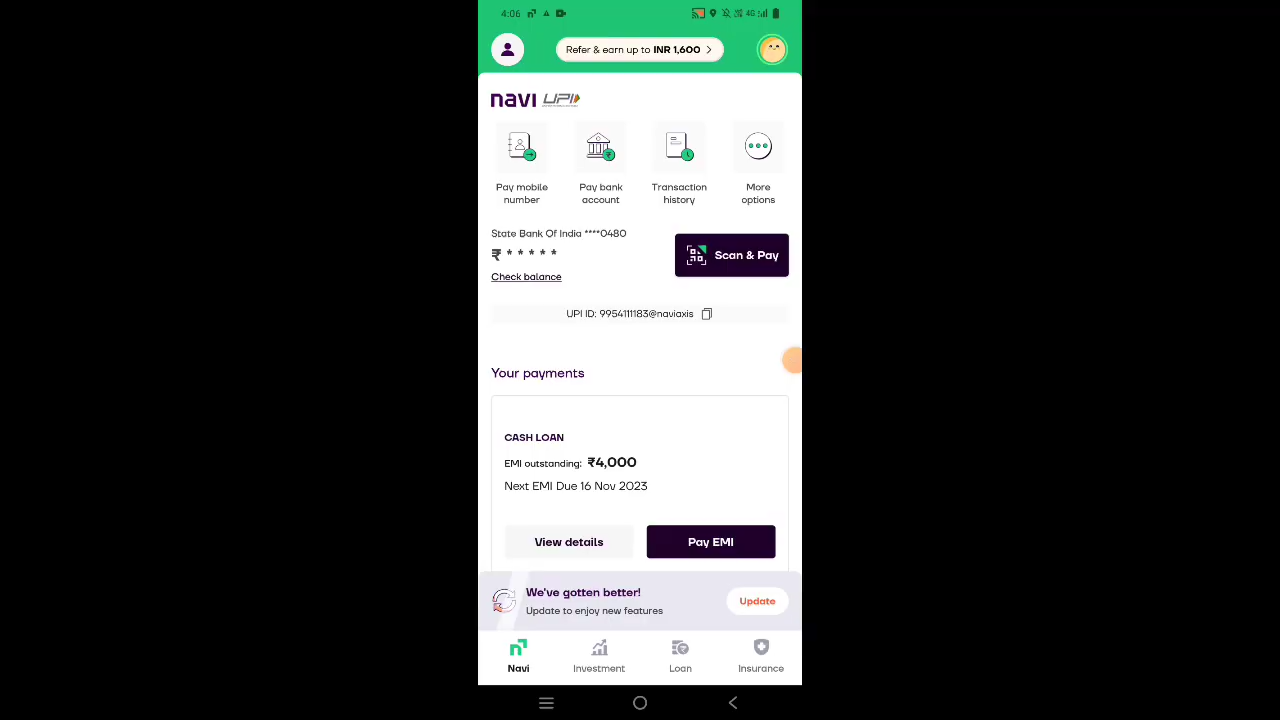 4:06
4G
Refer & earn up to INR 1,600 >
navi UPI
Pay mobile number
Pay bank account
Transaction history
More options
State Bank Of India ****0480
₹ * * * * *
Check balance
Scan & Pay
UPI ID: 9954111183@naviaxis
Your payments
CASH LOAN
EMI outstanding: ₹4,000
Next EMI Due 16 Nov 2023
View details
Pay EMI
We've gotten better!
Update to enjoy new features
Update
Navi
Investment
Loan
Insurance